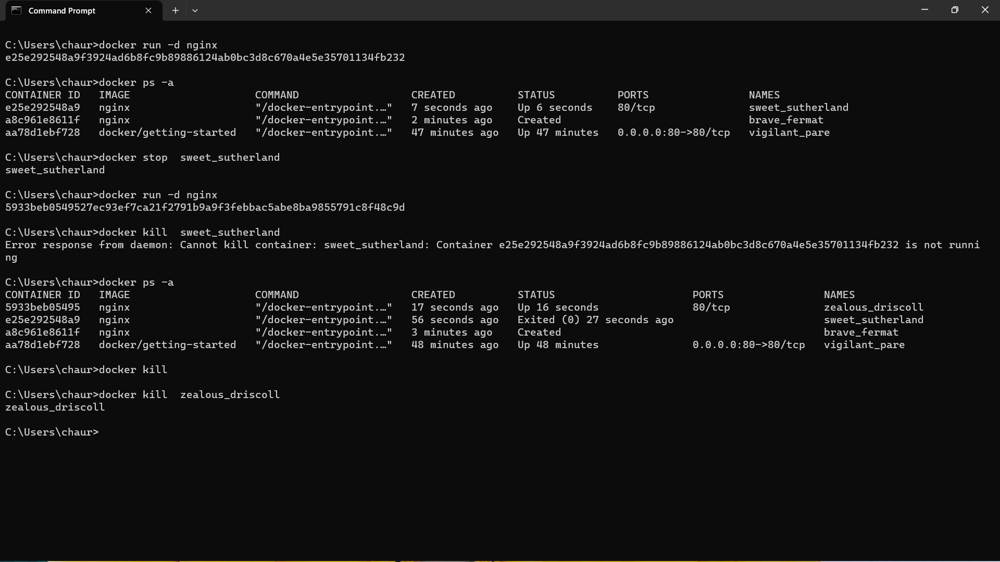 Command Prompt
C:\Users\chaur>docker run -d nginx
e25e292548a9f3924ad6b8fc9b89886124ab0bc3d8c670a4e5e35701134fb232
C:\Users\chaur>docker ps -a
CONTAINER ID   IMAGE                    COMMAND                  CREATED          STATUS          PORTS                NAMES
e25e292548a9   nginx                    "/docker-entrypoint.…"   7 seconds ago    Up 6 seconds    80/tcp               sweet_sutherland
a8c961e8611f   nginx                    "/docker-entrypoint.…"   2 minutes ago    Created                              brave_fermat
aa78d1ebf728   docker/getting-started   "/docker-entrypoint.…"   47 minutes ago   Up 47 minutes   0.0.0.0:80->80/tcp   vigilant_pare
C:\Users\chaur>docker stop  sweet_sutherland
sweet_sutherland
C:\Users\chaur>docker run -d nginx
5933beb0549527ec93ef7ca21f2791b9a9f3febbac5abe8ba9855791c8f48c9d
C:\Users\chaur>docker kill  sweet_sutherland
Error response from daemon: Cannot kill container: sweet_sutherland: Container e25e292548a9f3924ad6b8fc9b89886124ab0bc3d8c670a4e5e35701134fb232 is not runni
ng
C:\Users\chaur>docker ps -a
CONTAINER ID   IMAGE                    COMMAND                  CREATED          STATUS                      PORTS                NAMES
5933beb05495   nginx                    "/docker-entrypoint.…"   17 seconds ago   Up 16 seconds               80/tcp               zealous_driscoll
e25e292548a9   nginx                    "/docker-entrypoint.…"   56 seconds ago   Exited (0) 27 seconds ago                        sweet_sutherland
a8c961e8611f   nginx                    "/docker-entrypoint.…"   3 minutes ago    Created                                          brave_fermat
aa78d1ebf728   docker/getting-started   "/docker-entrypoint.…"   48 minutes ago   Up 48 minutes               0.0.0.0:80->80/tcp   vigilant_pare
C:\Users\chaur>docker kill
C:\Users\chaur>docker kill  zealous_driscoll
zealous_driscoll
C:\Users\chaur>